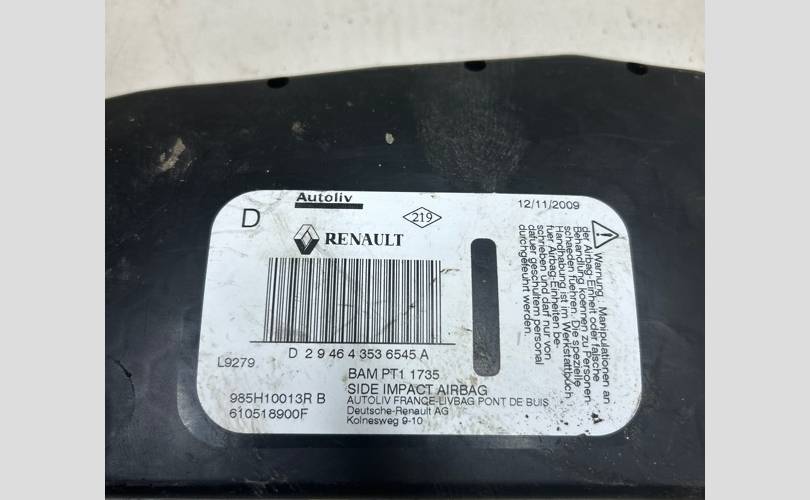 Autoliv
D
219
12/11/2009
RENAULT
D 2 9 46 4 353 6545 A
L9279
BAM PT1 1735
SIDE IMPACT AIRBAG
985H10013R B
AUTOLIV FRANCE-LIVBAG PONT DE BUIS
610518900F
Deutsche-Renault AG
Kolnesweg 9-10
Warnung : Manipulationen an
der Airbag-Einheit oder falsche
Behandlung koennen zu Personen-
schaeden fuehren. Die spezielle
Handhabung ist im Werkstattbuch
fuer Airbag-Einheiten be-
schrieben und darf nur von
dafuer geschultem personal
durchgefeuhrt werden.